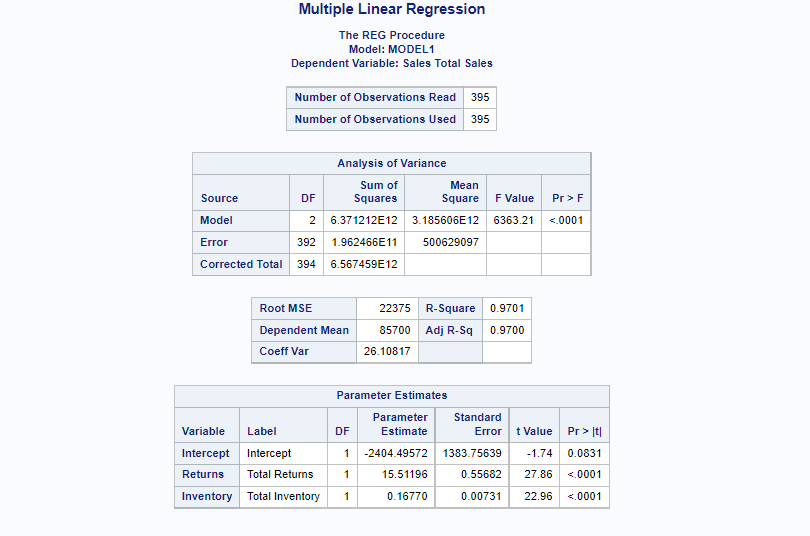 Multiple Linear Regression
The REG Procedure
Model: MODEL1
Dependent Variable: Sales Total Sales
Number of Observations Read 395
Number of Observations Used 395
Analysis of Variance
Source DF Sum of Squares Mean Square F Value Pr > F
Model 2 6.371212E12 3.185606E12 6363.21 <.0001
Error 392 1.962466E11 500629097
Corrected Total 394 6.567459E12
Root MSE 22375 R-Square 0.9701
Dependent Mean 85700 Adj R-Sq 0.9700
Coeff Var 26.10817
Parameter Estimates
Variable Label DF Parameter Estimate Standard Error t Value Pr > |t|
Intercept Intercept 1 -2404.49572 1383.75639 -1.74 0.0831
Returns Total Returns 1 15.51196 0.55682 27.86 <.0001
Inventory Total Inventory 1 0.16770 0.00731 22.96 <.0001